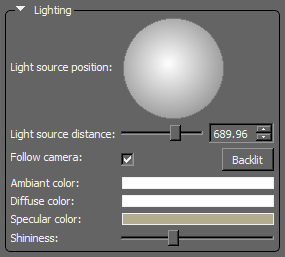 Lighting
Light source position:
Light source distance: 689.96
Follow camera: Backlit
Ambiant color:
Diffuse color:
Specular color:
Shininess: